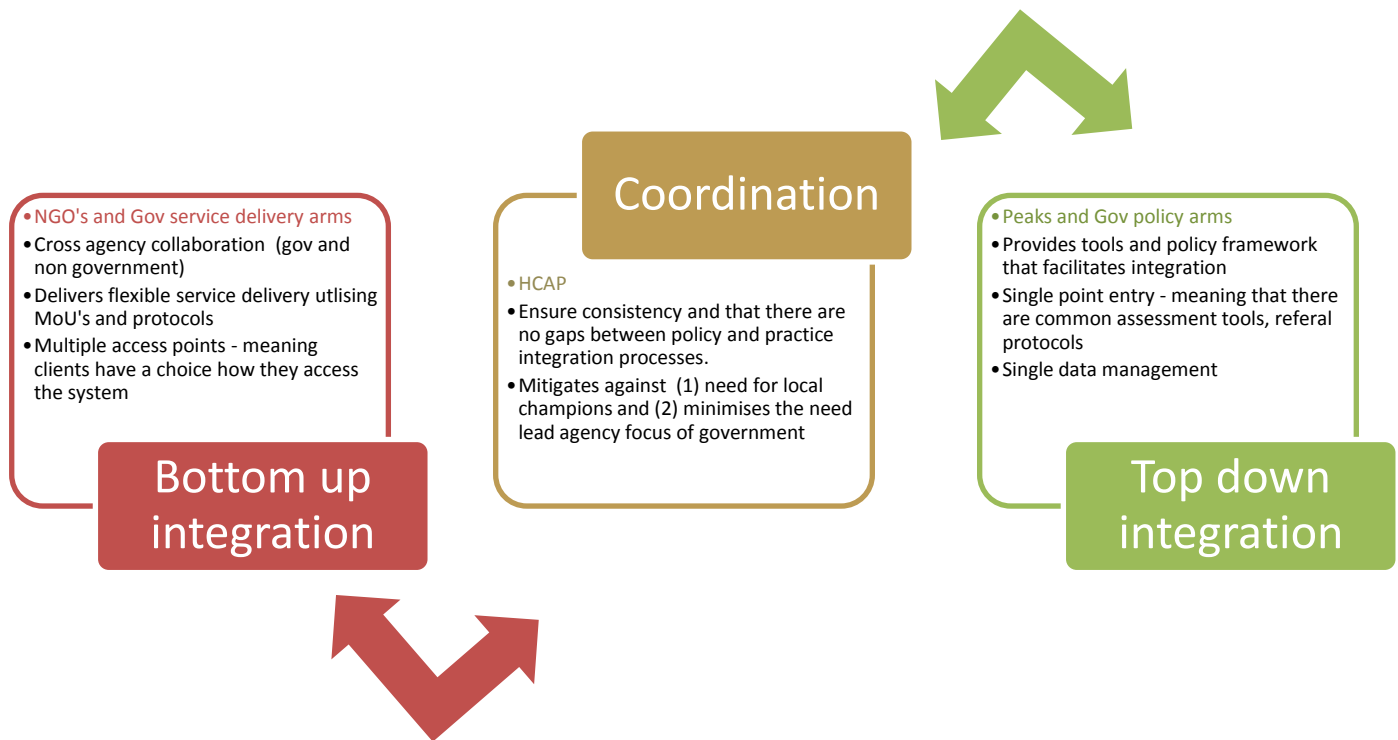 •NGO's and Gov service delivery arms
•Cross agency collaboration (gov and
non government)
•Delivers flexible service delivery utlising
MoU's and protocols
•Multiple access points - meaning
clients have a choice how they access
the system
Bottom up
integration
Coordination
•HCAP
•Ensure consistency and that there are
no gaps between policy and practice
integration processes.
•Mitigates against (1) need for local
champions and (2) minimises the need
lead agency focus of government
•Peaks and Gov policy arms
•Provides tools and policy framework
that facilitates integration
•Single point entry - meaning that there
are common assessment tools, referal
protocols
•Single data management
Top down
integration